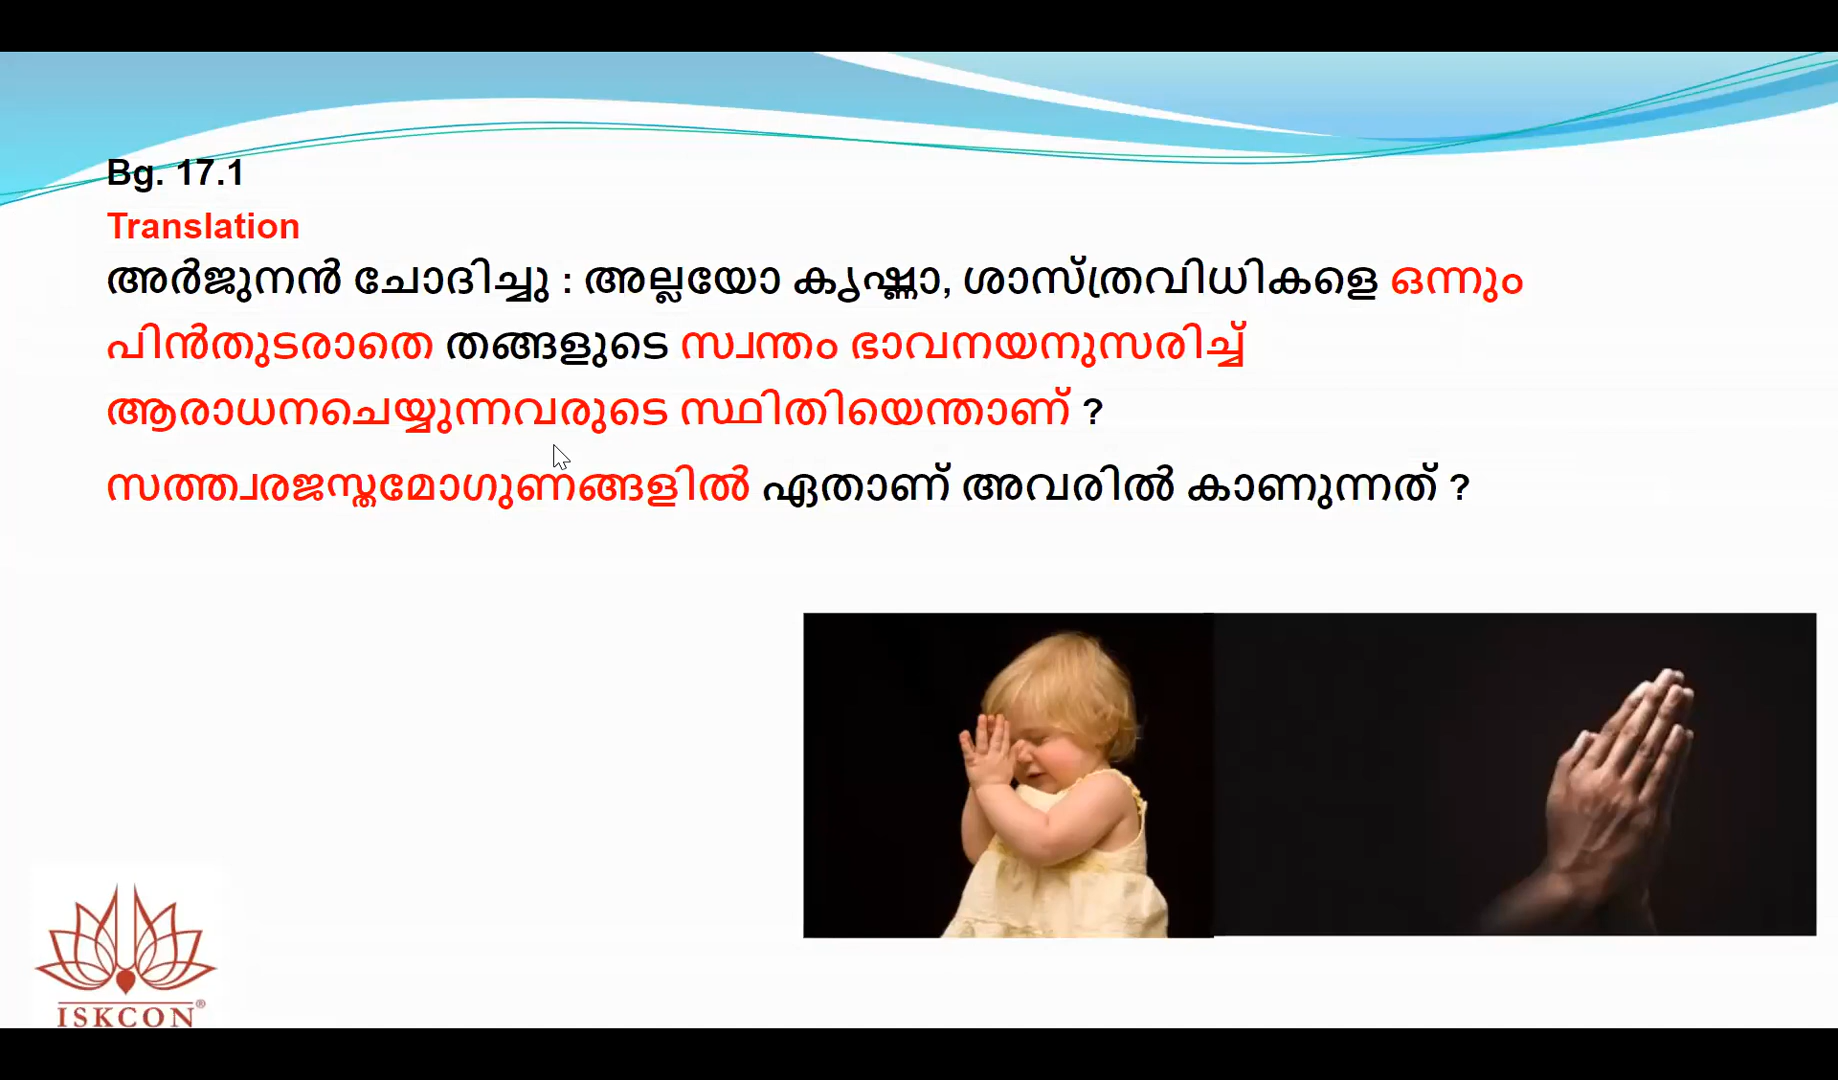 Bg. 17.1
Translation
അർജുനൻ ചോദിച്ചു : അല്ലയോ കൃഷ്ണാ, ശാസ്ത്രവിധികളെ ഒന്നും
പിൻതുടരാതെ തങ്ങളുടെ സ്വന്തം ഭാവനയനുസരിച്ച്
ആരാധനചെയ്യുന്നവരുടെ സ്ഥിതിയെന്താണ് ?
സത്ത്വരജസ്തമോഗുണങ്ങളിൽ ഏതാണ് അവരിൽ കാണുന്നത് ?
ISKCON®